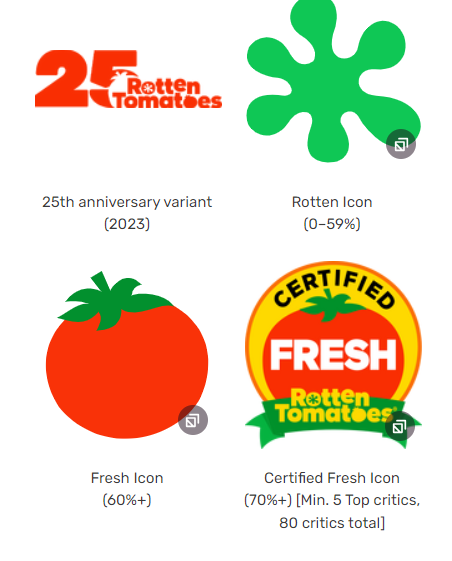 25 Rotten
Tomatoes
25th anniversary variant
(2023)
Rotten Icon
(0–59%)
CERTIFIED
FRESH
Rotten
Tomatoes
Fresh Icon
(60%+)
Certified Fresh Icon
(70%+) [Min. 5 Top critics,
80 critics total]